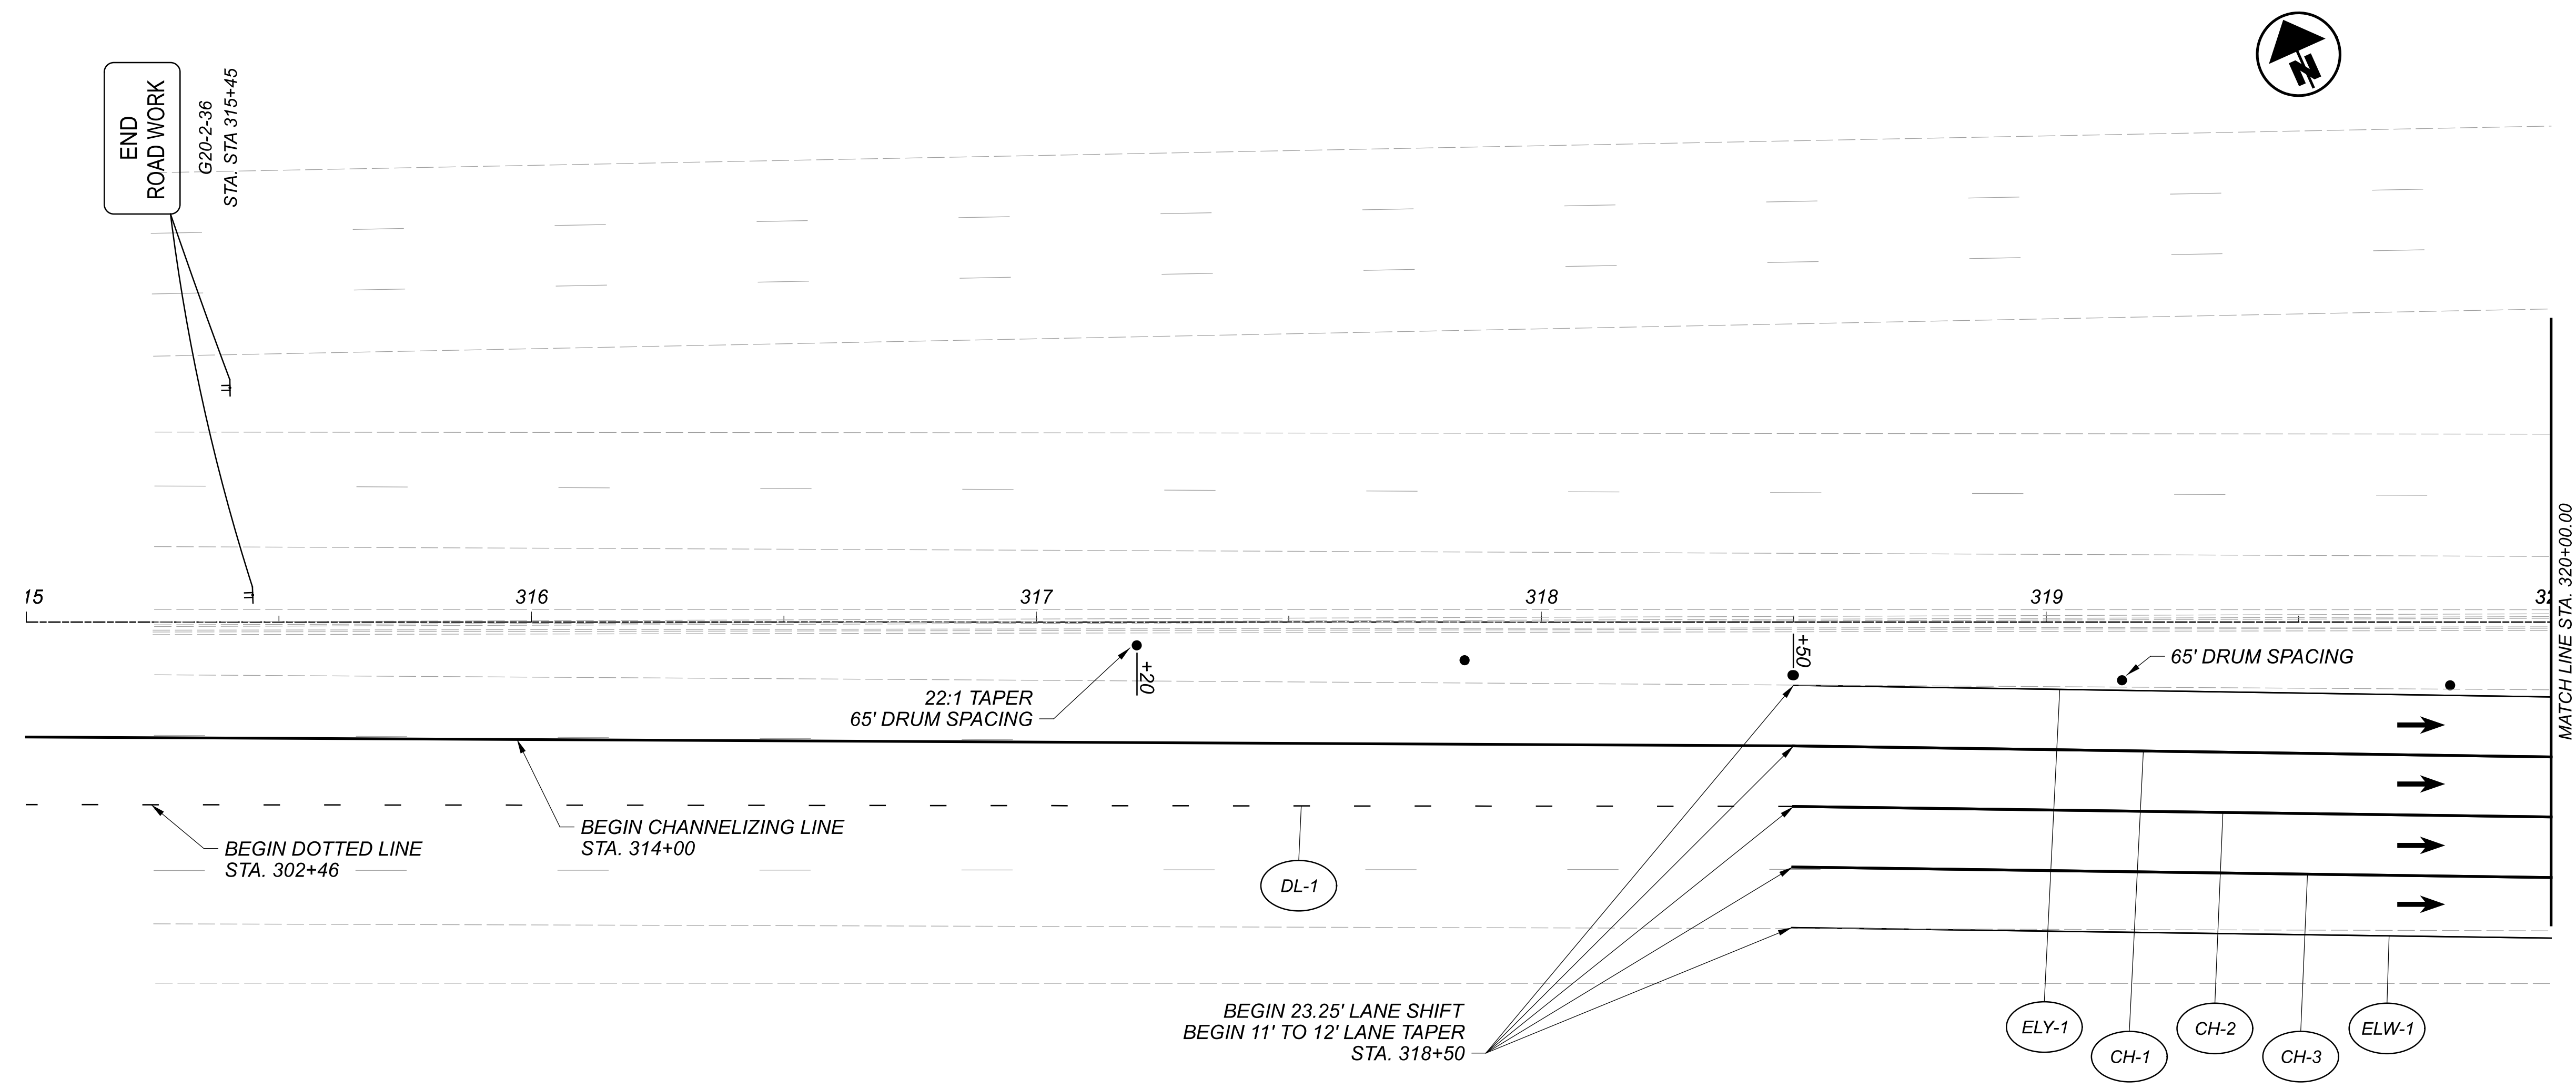 END
ROAD WORK
G20-2-36
STA. STA 315+45
N
15
316
317
318
319
32
MATCH LINE STA. 320+00.00
+20
+50
22:1 TAPER
65' DRUM SPACING
65' DRUM SPACING
BEGIN CHANNELIZING LINE
STA. 314+00
BEGIN DOTTED LINE
STA. 302+46
DL-1
BEGIN 23.25' LANE SHIFT
BEGIN 11' TO 12' LANE TAPER
STA. 318+50
ELY-1
CH-1
CH-2
CH-3
ELW-1